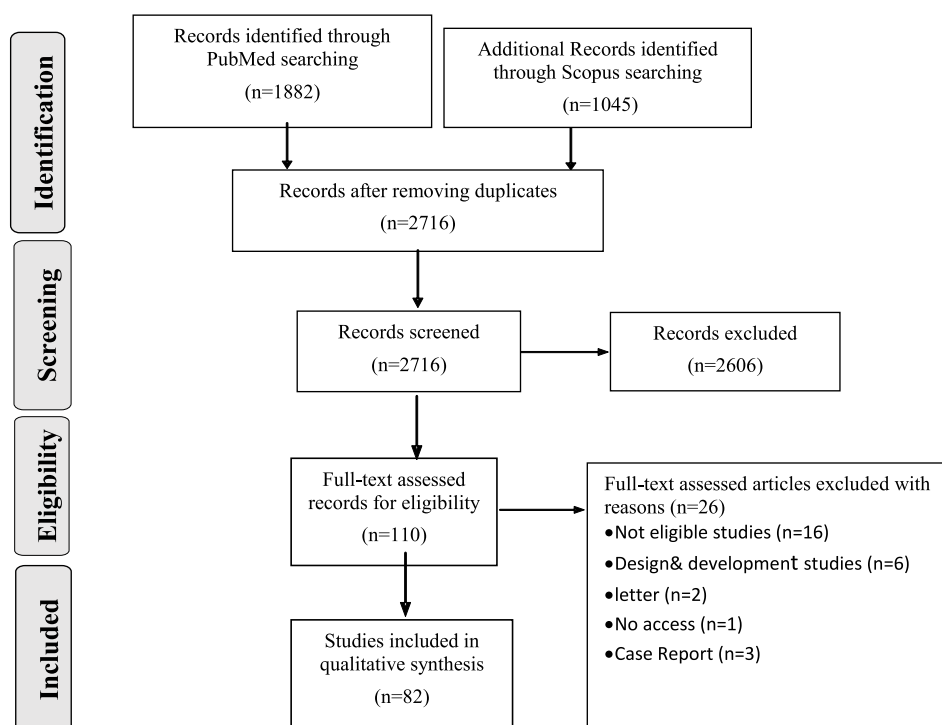 Identification
Records identified through
PubMed searching
(n=1882)
Additional Records identified
through Scopus searching
(n=1045)
Records after removing duplicates
(n=2716)
Screening
Records screened
(n=2716)
Records excluded
(n=2606)
Eligibility
Full-text assessed
records for eligibility
(n=110)
Full-text assessed articles excluded with
reasons (n=26)
•Not eligible studies (n=16)
•Design& development studies (n=6)
•letter (n=2)
•No access (n=1)
•Case Report (n=3)
Included
Studies included in
qualitative synthesis
(n=82)